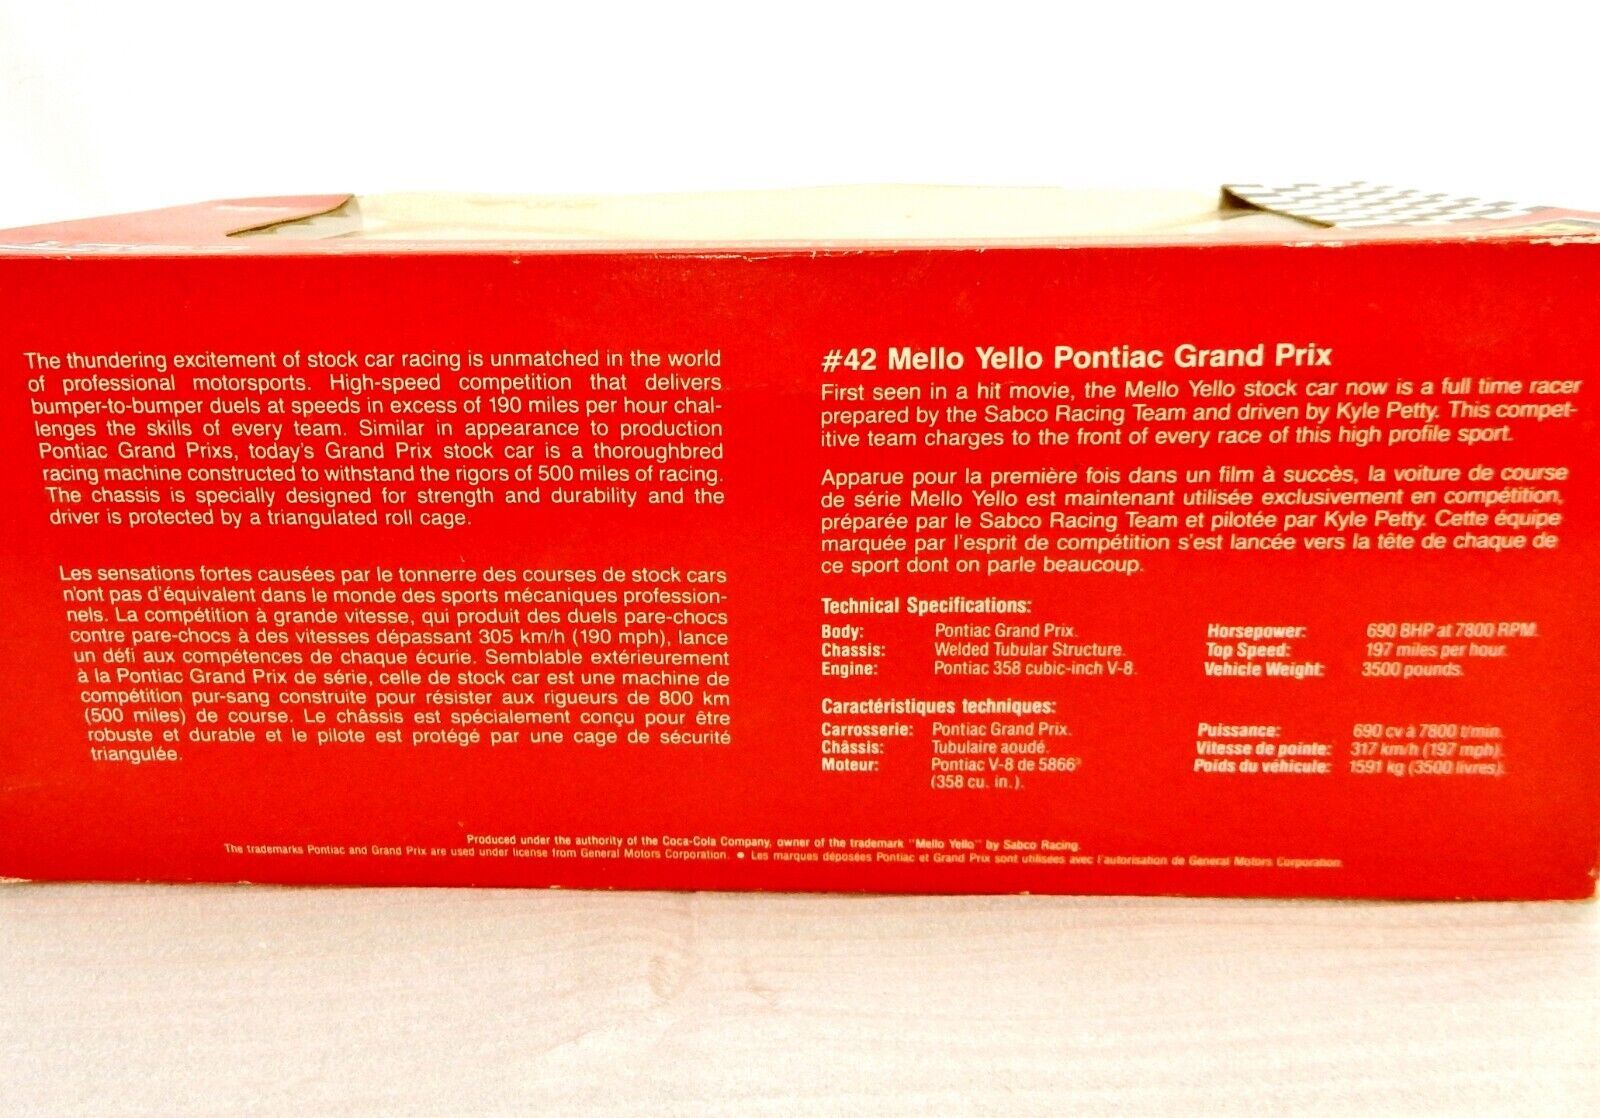 The thundering excitement of stock car racing is unmatched in the world
of professional motorsports. High-speed competition that delivers
bumper-to-bumper duels at speeds in excess of 190 miles per hour chal-
lenges the skills of every team. Similar in appearance to production
Pontiac Grand Prixs, today's Grand Prix stock car is a thoroughbred
racing machine constructed to withstand the rigors of 500 miles of racing.
The chassis is specially designed for strength and durability and the
driver is protected by a triangulated roll cage.
Les sensations fortes causées par le tonnerre des courses de stock cars
n'ont pas d'équivalent dans le monde des sports mécaniques profession-
nels. La compétition à grande vitesse, qui produit des duels pare-chocs
contre pare-chocs à des vitesses dépassant 305 km/h (190 mph), lance
un défi aux compétences de chaque écurie. Semblable extérieurement
à la Pontiac Grand Prix de série, celle de stock car est une machine de
compétition pur-sang construite pour résister aux rigueurs de 800 km
(500 miles) de course. Le châssis est spécialement conçu pour être
robuste et durable et le pilote est protégé par une cage de sécurité
triangulée.
#42 Mello Yello Pontiac Grand Prix
First seen in a hit movie, the Mello Yello stock car now is a full time racer
prepared by the Sabco Racing Team and driven by Kyle Petty. This compet-
itive team charges to the front of every race of this high profile sport.
Apparue pour la première fois dans un film à succès, la voiture de course
de série Mello Yello est maintenant utilisée exclusivement en compétition,
préparée par le Sabco Racing Team et pilotée par Kyle Petty. Cette équipe
marquée par l'esprit de compétition s'est lancée vers la tête de chaque de
ce sport dont on parle beaucoup.
Technical Specifications:
Body: Pontiac Grand Prix. Horsepower: 690 BHP at 7800 RPM.
Chassis: Welded Tubular Structure. Top Speed: 197 miles per hour.
Engine: Pontiac 358 cubic-inch V-8. Vehicle Weight: 3500 pounds.
Caractéristiques techniques:
Carrosserie: Pontiac Grand Prix. Puissance: 690 cv à 7800 t/min.
Châssis: Tubulaire aoudé. Vitesse de pointe: 317 km/h (197 mph).
Moteur: Pontiac V-8 de 5866³ Poids du véhicule: 1591 kg (3500 livres).
(358 cu. in.).
Produced under the authority of the Coca-Cola Company, owner of the trademark "Mello Yello" by Sabco Racing.
The trademarks Pontiac and Grand Prix are used under license from General Motors Corporation. • Les marques déposées Pontiac et Grand Prix sont utilisées avec l'autorisation de General Motors Corporation.